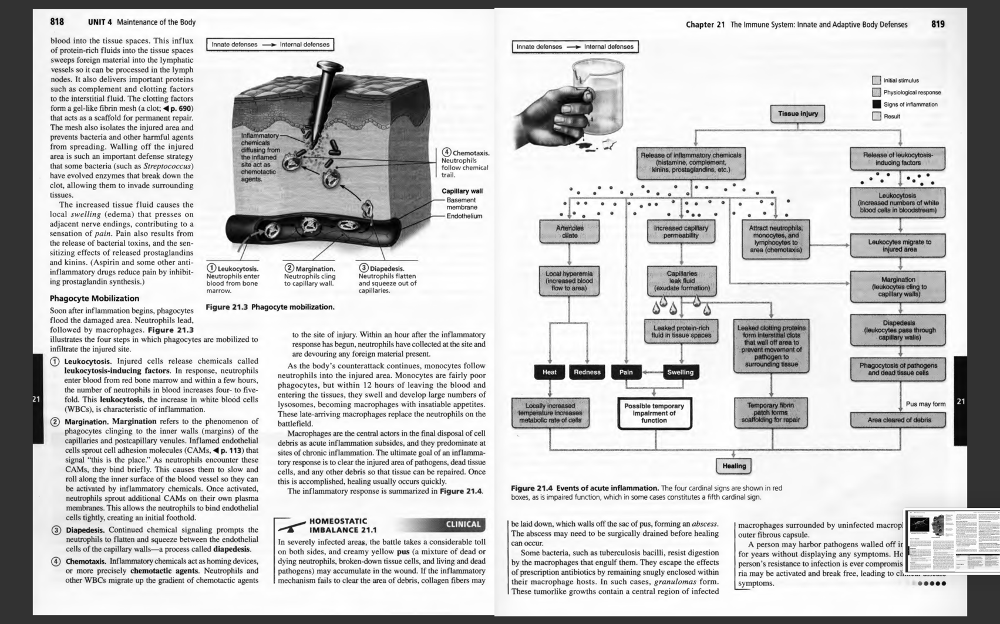 818 UNIT 4 Maintenance of the Body
blood into the tissue spaces. This influx
of protein-rich fluids into the tissue spaces
sweeps foreign material into the lymphatic
vessels so it can be processed in the lymph
nodes. It also delivers important proteins
such as complement and clotting factors
to the interstitial fluid. The clotting factors
form a gel-like fibrin mesh (a clot; ◀ p. 690)
that acts as a scaffold for permanent repair.
The mesh also isolates the injured area and
prevents bacteria and other harmful agents
from spreading. Walling off the injured
area is such an important defense strategy
that some bacteria (such as Streptococcus)
have evolved enzymes that break down the
clot, allowing them to invade surrounding
tissues.
The increased tissue fluid causes the
local swelling (edema) that presses on
adjacent nerve endings, contributing to a
sensation of pain. Pain also results from
the release of bacterial toxins, and the sen-
sitizing effects of released prostaglandins
and kinins. (Aspirin and some other anti-
inflammatory drugs reduce pain by inhibit-
ing prostaglandin synthesis.)
Phagocyte Mobilization
Soon after inflammation begins, phagocytes
flood the damaged area. Neutrophils lead,
followed by macrophages. Figure 21.3
illustrates the four steps in which phagocytes are mobilized to
infiltrate the injured site.
① Leukocytosis. Injured cells release chemicals called
leukocytosis-inducing factors. In response, neutrophils
enter blood from red bone marrow and within a few hours,
the number of neutrophils in blood increases four- to five-
fold. This leukocytosis, the increase in white blood cells
(WBCs), is characteristic of inflammation.
② Margination. Margination refers to the phenomenon of
phagocytes clinging to the inner walls (margins) of the
capillaries and postcapillary venules. Inflamed endothelial
cells sprout cell adhesion molecules (CAMs, ◀ p. 113) that
signal "this is the place." As neutrophils encounter these
CAMs, they bind briefly. This causes them to slow and
roll along the inner surface of the blood vessel so they can
be activated by inflammatory chemicals. Once activated,
neutrophils sprout additional CAMs on their own plasma
membranes. This allows the neutrophils to bind endothelial
cells tightly, creating an initial foothold.
③ Diapedesis. Continued chemical signaling prompts the
neutrophils to flatten and squeeze between the endothelial
cells of the capillary walls—a process called diapedesis.
④ Chemotaxis. Inflammatory chemicals act as homing devices,
or more precisely chemotactic agents. Neutrophils and
other WBCs migrate up the gradient of chemotactic agents
21
Innate defenses → Internal defenses
Inflammatory
chemicals
diffusing from
the inflamed
site act as
chemotactic
agents.
④ Chemotaxis.
Neutrophils
follow chemical
trail.
Capillary wall
Basement
membrane
Endothelium
① Leukocytosis.
Neutrophils enter
blood from bone
marrow.
② Margination.
Neutrophils cling
to capillary wall.
③ Diapedesis.
Neutrophils flatten
and squeeze out of
capillaries.
Figure 21.3 Phagocyte mobilization.
to the site of injury. Within an hour after the inflammatory
response has begun, neutrophils have collected at the site and
are devouring any foreign material present.
As the body's counterattack continues, monocytes follow
neutrophils into the injured area. Monocytes are fairly poor
phagocytes, but within 12 hours of leaving the blood and
entering the tissues, they swell and develop large numbers of
lysosomes, becoming macrophages with insatiable appetites.
These late-arriving macrophages replace the neutrophils on the
battlefield.
Macrophages are the central actors in the final disposal of cell
debris as acute inflammation subsides, and they predominate at
sites of chronic inflammation. The ultimate goal of an inflamma-
tory response is to clear the injured area of pathogens, dead tissue
cells, and any other debris so that tissue can be repaired. Once
this is accomplished, healing usually occurs quickly.
The inflammatory response is summarized in Figure 21.4.
HOMEOSTATIC
IMBALANCE 21.1
CLINICAL
In severely infected areas, the battle takes a considerable toll
on both sides, and creamy yellow pus (a mixture of dead or
dying neutrophils, broken-down tissue cells, and living and dead
pathogens) may accumulate in the wound. If the inflammatory
mechanism fails to clear the area of debris, collagen fibers may
Chapter 21 The Immune System: Innate and Adaptive Body Defenses 819
Innate defenses → Internal defenses
Initial stimulus
Physiological response
Signs of inflammation
Result
Tissue injury
Release of inflammatory chemicals
(histamine, complement,
kinins, prostaglandins, etc.)
Release of leukocytosis-
inducing factors
Leukocytosis
(increased numbers of white
blood cells in bloodstream)
Arterioles
dilate
Increased capillary
permeability
Attract neutrophils,
monocytes, and
lymphocytes to
area (chemotaxis)
Leukocytes migrate to
injured area
Local hyperemia
(increased blood
flow to area)
Capillaries
leak fluid
(exudate formation)
Margination
(leukocytes cling to
capillary walls)
Leaked protein-rich
fluid in tissue spaces
Leaked clotting proteins
form interstitial clots
that wall off area to
prevent movement of
pathogen to
surrounding tissue
Diapedesis
(leukocytes pass through
capillary walls)
Heat
Redness
Pain
Swelling
Phagocytosis of pathogens
and dead tissue cells
Locally increased
temperature increases
metabolic rate of cells
Possible temporary
impairment of
function
Temporary fibrin
patch forms
scaffolding for repair
Pus may form
Area cleared of debris
Healing
21
Figure 21.4 Events of acute inflammation. The four cardinal signs are shown in red
boxes, as is impaired function, which in some cases constitutes a fifth cardinal sign.
be laid down, which walls off the sac of pus, forming an abscess.
The abscess may need to be surgically drained before healing
can occur.
Some bacteria, such as tuberculosis bacilli, resist digestion
by the macrophages that engulf them. They escape the effects
of prescription antibiotics by remaining snugly enclosed within
their macrophage hosts. In such cases, granulomas form.
These tumorlike growths contain a central region of infected
macrophages surrounded by uninfected
outer fibrous capsule.
A person may harbor pathogens walled off
for years without displaying any symptoms.
person's resistance to infection is ever
ria may be activated and break free, leading to
symptoms.